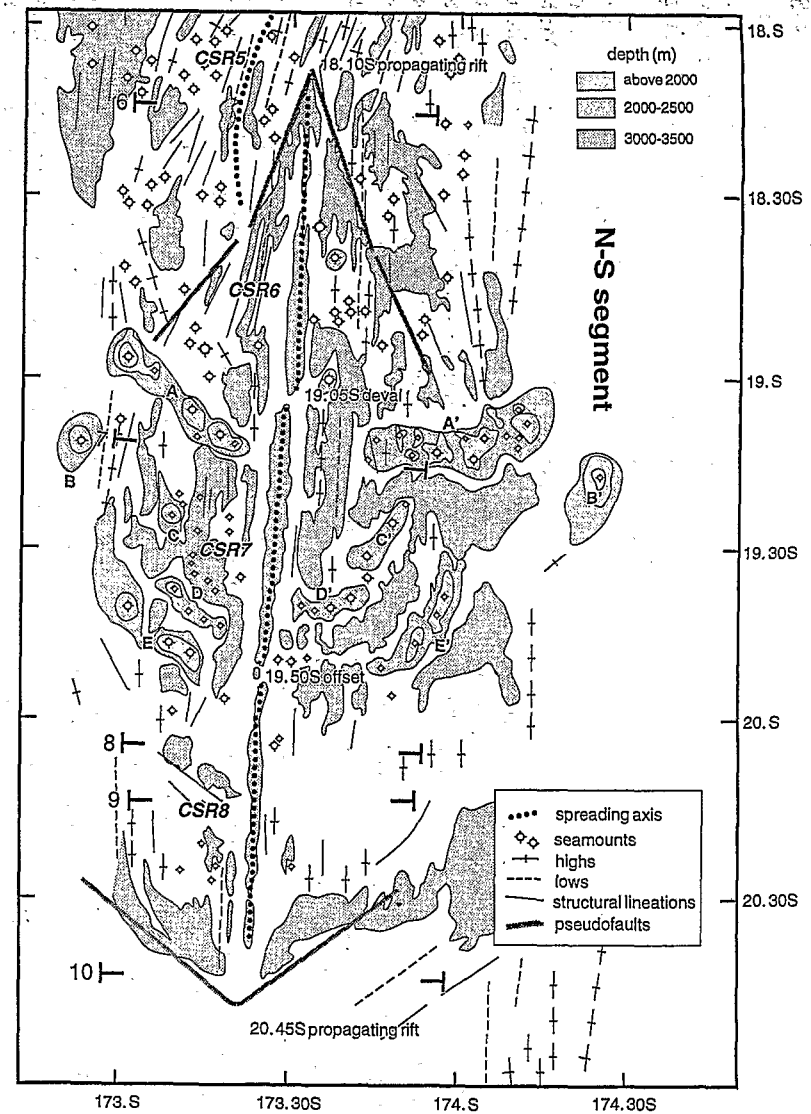 CSR5
18.10S propagating rift
depth (m)
above 2000
2000-2500
3000-3500
6
CSR6
N-S segment
19.05S deval
A
A'
7
B
B'
C
C'
CSR7
D
D'
E
E'
19.50S offset
8
9
CSR8
spreading axis
seamounts
highs
lows
structural lineations
pseudofaults
10
20.45S propagating rift
18.S
18.30S
19.S
19.30S
20.S
20.30S
173.S
173.30S
174.S
174.30S